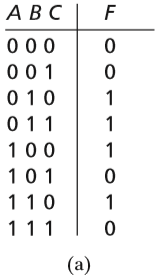 A B C F
0 0 0 0
0 0 1 0
0 1 0 1
0 1 1 1
1 0 0 1
1 0 1 0
1 1 0 1
1 1 1 0
(a)